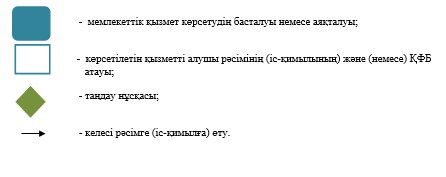 - мемлекеттік қызмет көрсетудің басталуы немесе аяқталуы;
- көрсетілетін қызметті алушы рәсімінің (іс-қимылының) және (немесе) ҚФБ
атауы;
- таңдау нұсқасы;
- келесі рәсімге (іс-қимылға) өту.